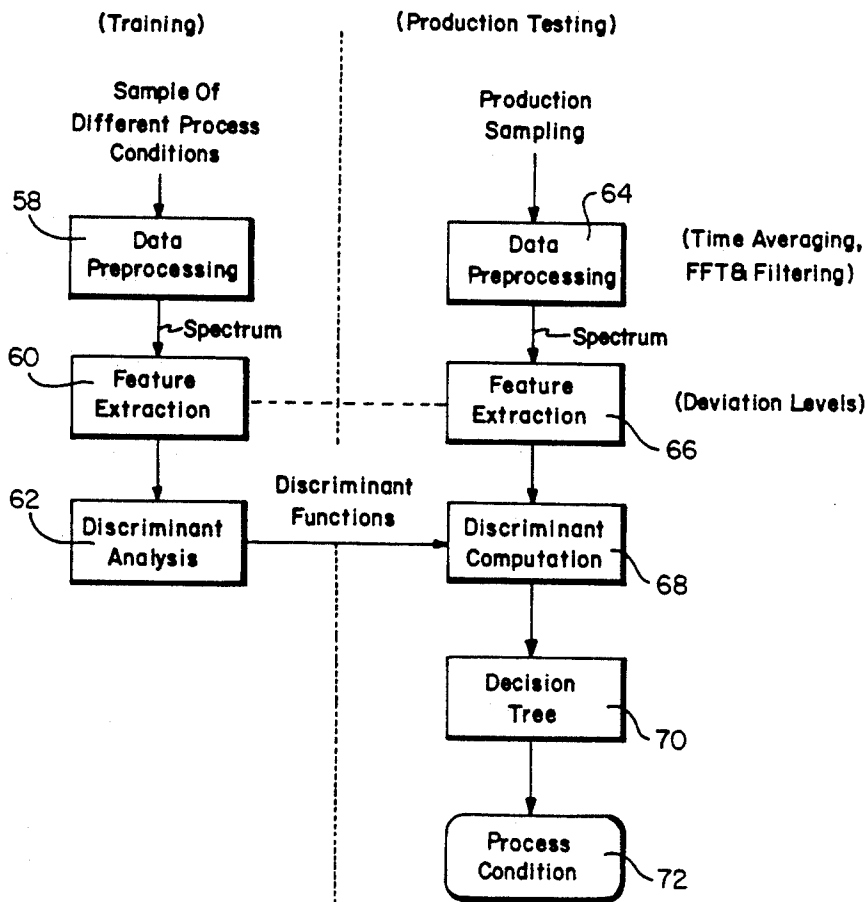 (Training)
(Production Testing)
Sample Of
Different Process
Conditions
Production
Sampling
58
Data
Preprocessing
64
Data
Preprocessing
(Time Averaging,
FFT& Filtering)
Spectrum
Spectrum
60
Feature
Extraction
Feature
Extraction
66
(Deviation Levels)
62
Discriminant
Analysis
Discriminant
Functions
Discriminant
Computation
68
Decision
Tree
70
Process
Condition
72